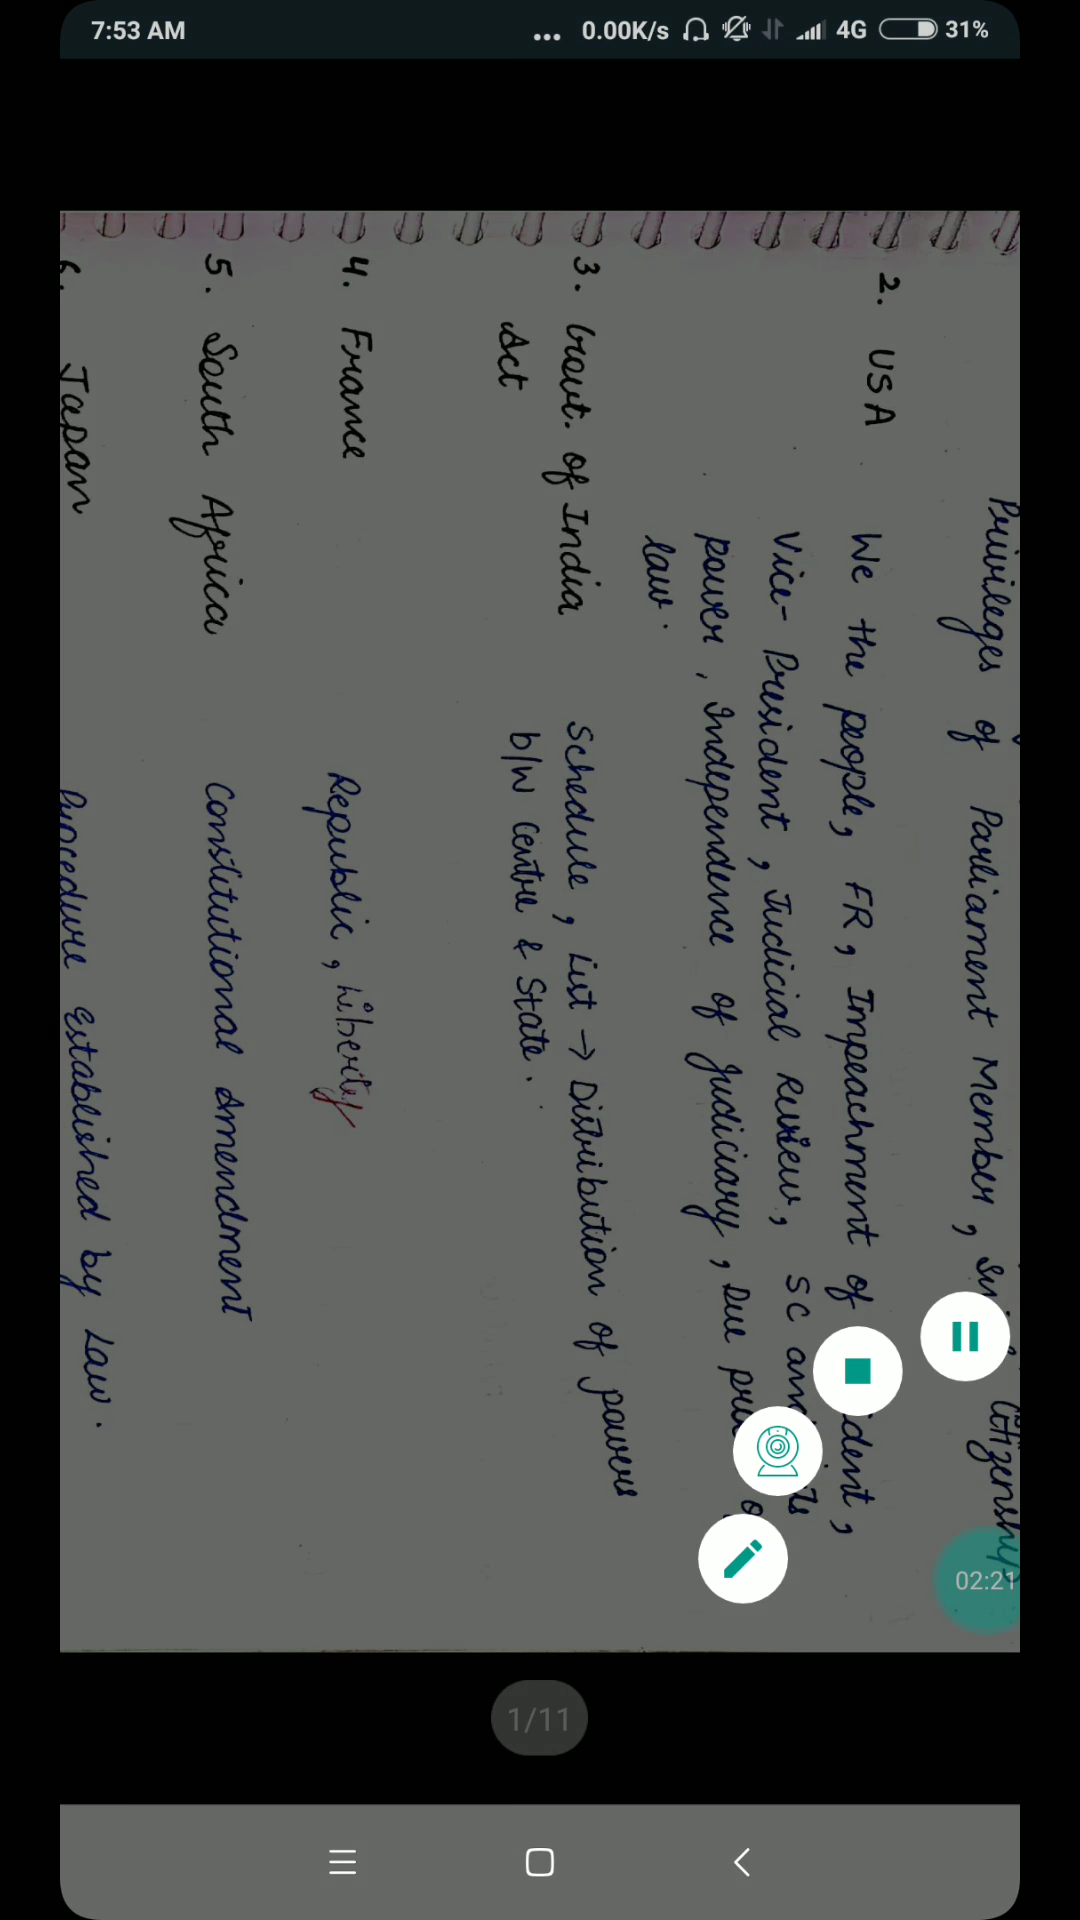 7:53 AM
... 0.00K/s 4G 31%
Privileges of Parliament Member, Citizenship
2. USA We the people, FR, Impeachment of
Vice-President, Judicial Review, SC and
power, Independence of judiciary, Due
law.
3. Govt. of India Schedule, List → Distribution of powers
Act b/w centre & State.
4. France Republic, Liberity
5. South Africa Constitutional Amendment
6. Japan Procedure Established by Law.
02:21
1/11